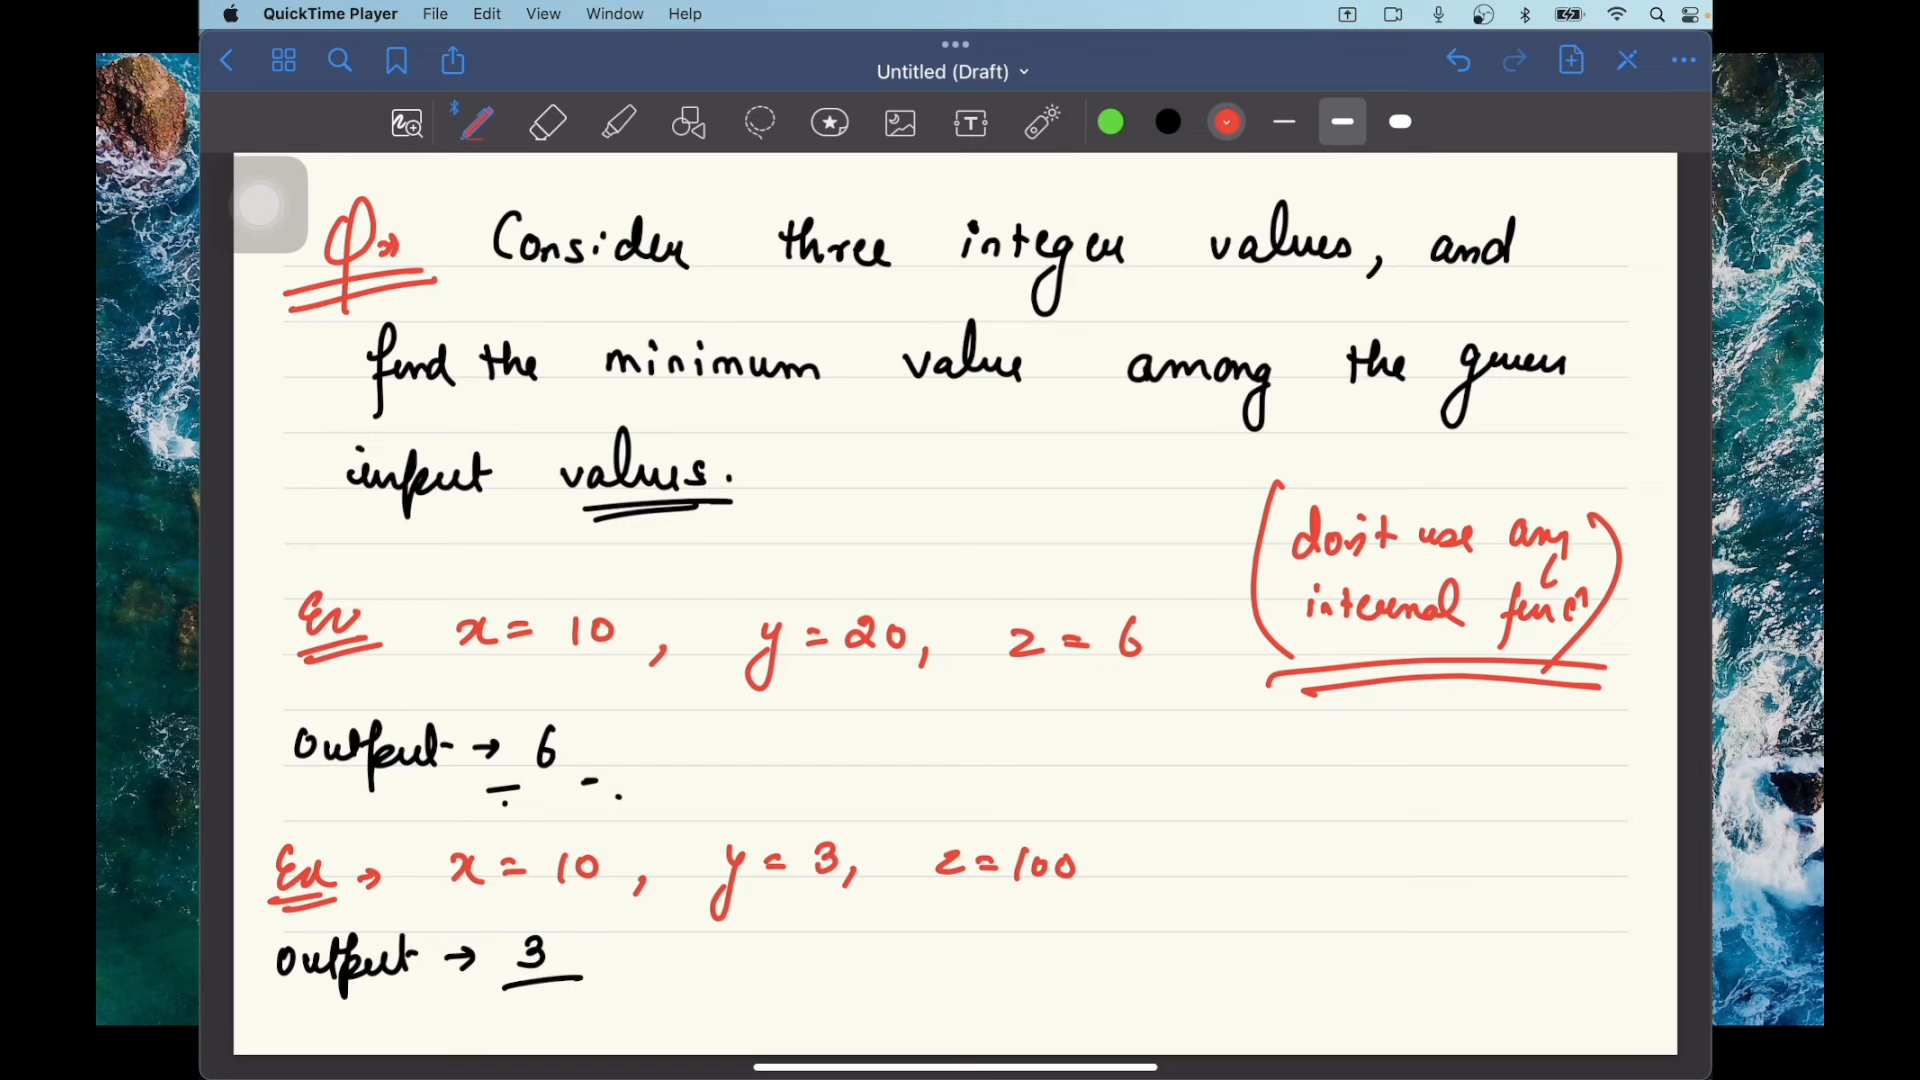 QuickTime Player File Edit View Window Help
Untitled (Draft)
Q→ Consider three integer values, and
find the minimum value among the given
input values.
(don't use any
internal funcn)
Ex x = 10, y = 20, z = 6
Output → 6
Ex → x = 10, y = 3, z = 100
Output → 3